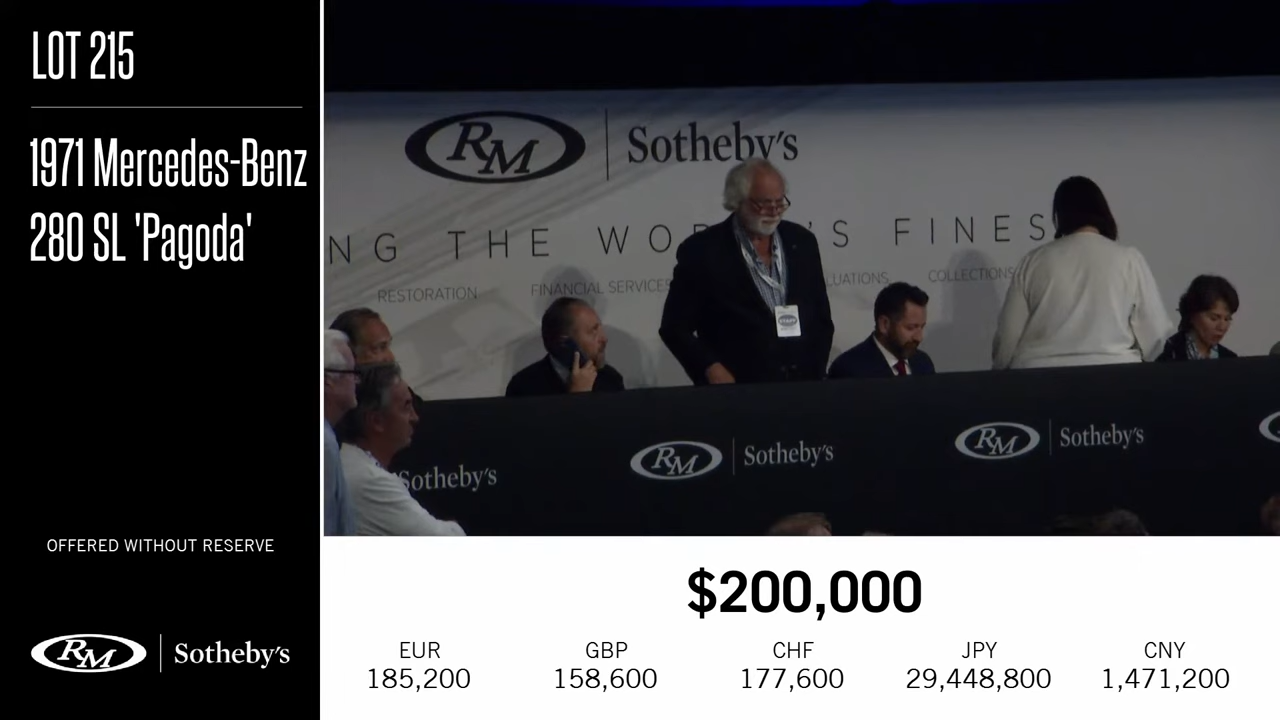 LOT 215
1971 Mercedes-Benz
280 SL 'Pagoda'
OFFERED WITHOUT RESERVE
RM Sotheby's
RM Sotheby's
NG THE WOR 'S FINES
RESTORATION FINANCIAL SERVICES LUATIONS COLLECTIONS
Sotheby's
RM Sotheby's
RM Sotheby's
$200,000
EUR GBP CHF JPY CNY
185,200 158,600 177,600 29,448,800 1,471,200